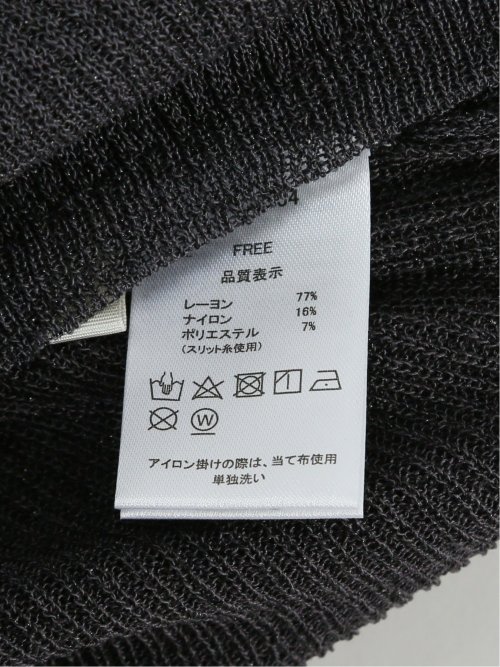 FREE
品質表示
レーヨン 77%
ナイロン 16%
ポリエステル 7%
(スリット糸使用)
W
アイロン掛けの際は、当て布使用
単独洗い